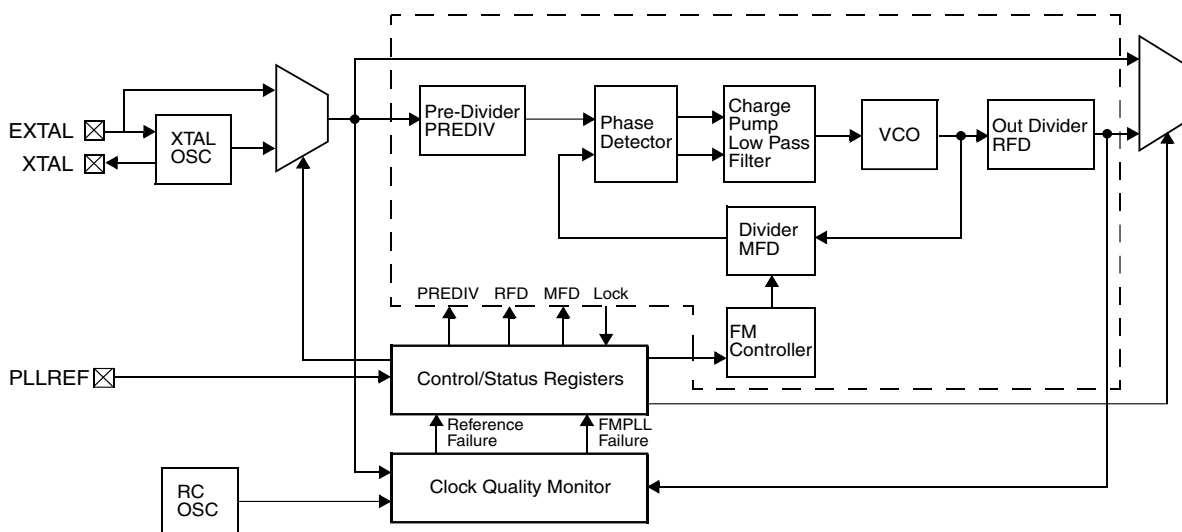 EXTAL
XTAL
XTAL
OSC
Pre-Divider
PREDIV
Phase
Detector
Charge
Pump
Low Pass
Filter
VCO
Out Divider
RFD
Divider
MFD
PREDIV
RFD
MFD
Lock
FM
Controller
PLLREF
Control/Status Registers
Reference
Failure
FMPLL
Failure
RC
OSC
Clock Quality Monitor